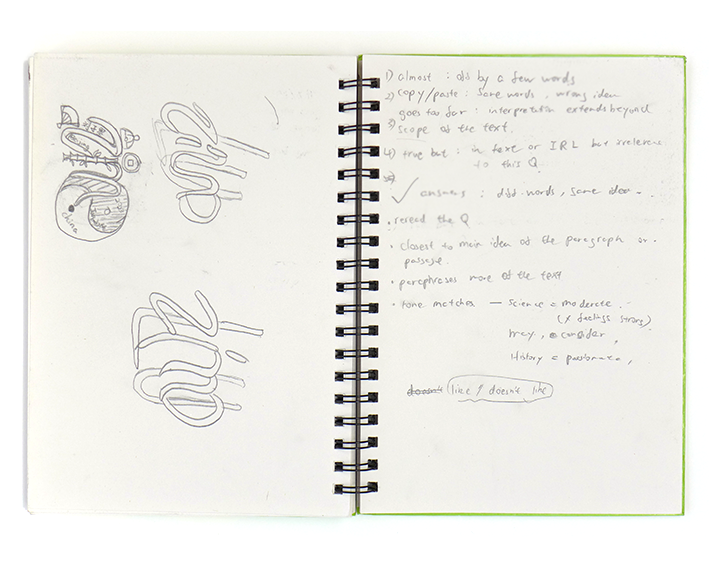 china
1) almost : odd by a few words
2) copy/paste : same words, wrong idea
goes too far : interpretation extends beyond
3) scope of the text.
4) true but : in text or IRL but irrelevant
to this Q.
✓ answers : odd words, same idea.
• reread the Q
• closest to main idea of the paragraph or
passage.
• paraphrases more of the text
• tone matches — science = moderate.
(feelings strong)
may, consider,
History = passionate,
doesn't like / doesn't like